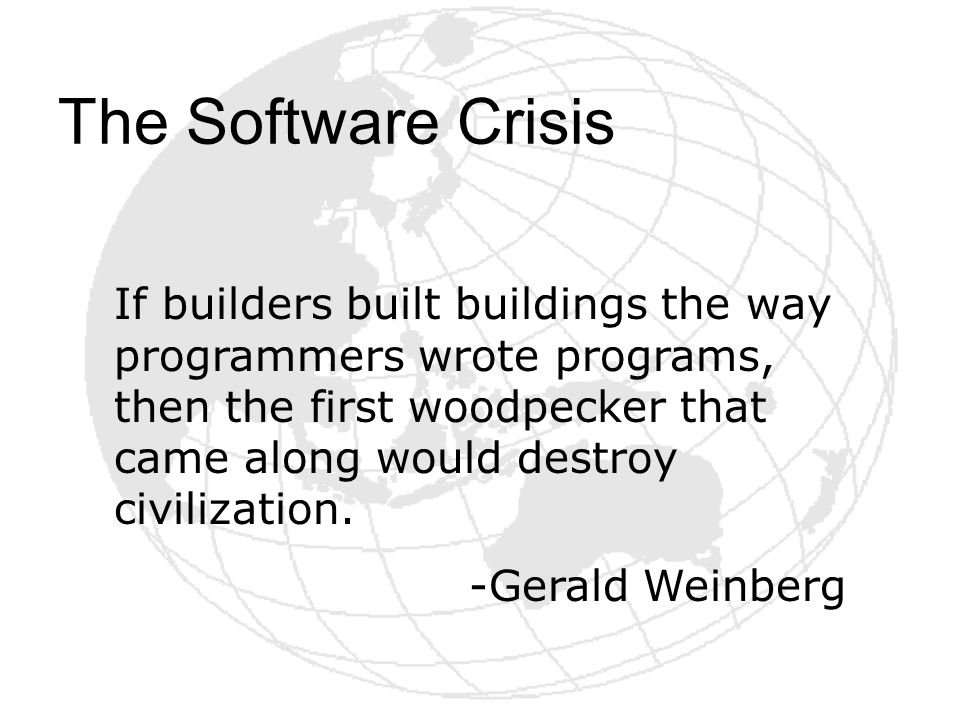 The Software Crisis
If builders built buildings the way
programmers wrote programs,
then the first woodpecker that
came along would destroy
civilization.
-Gerald Weinberg